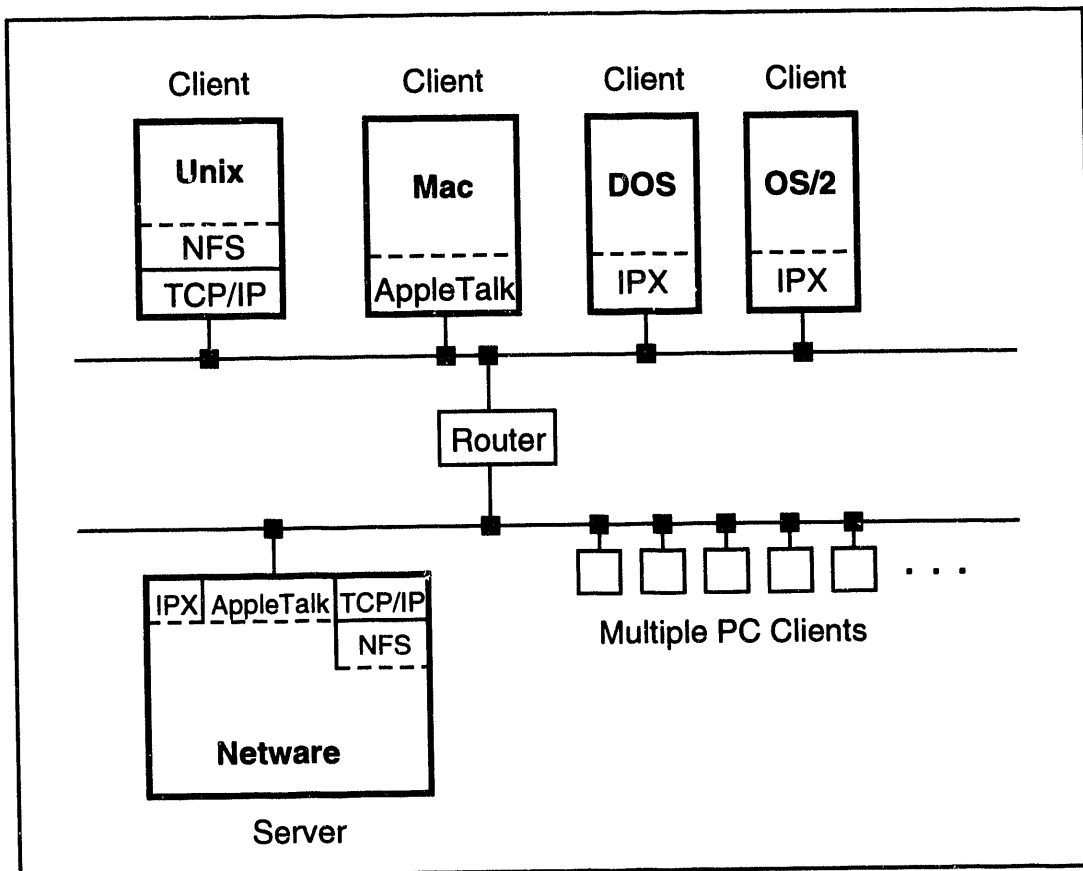 Client Client Client Client
Unix Mac DOS OS/2
NFS
TCP/IP AppleTalk IPX IPX
Router
IPX AppleTalk TCP/IP
NFS
Multiple PC Clients
Netware
Server